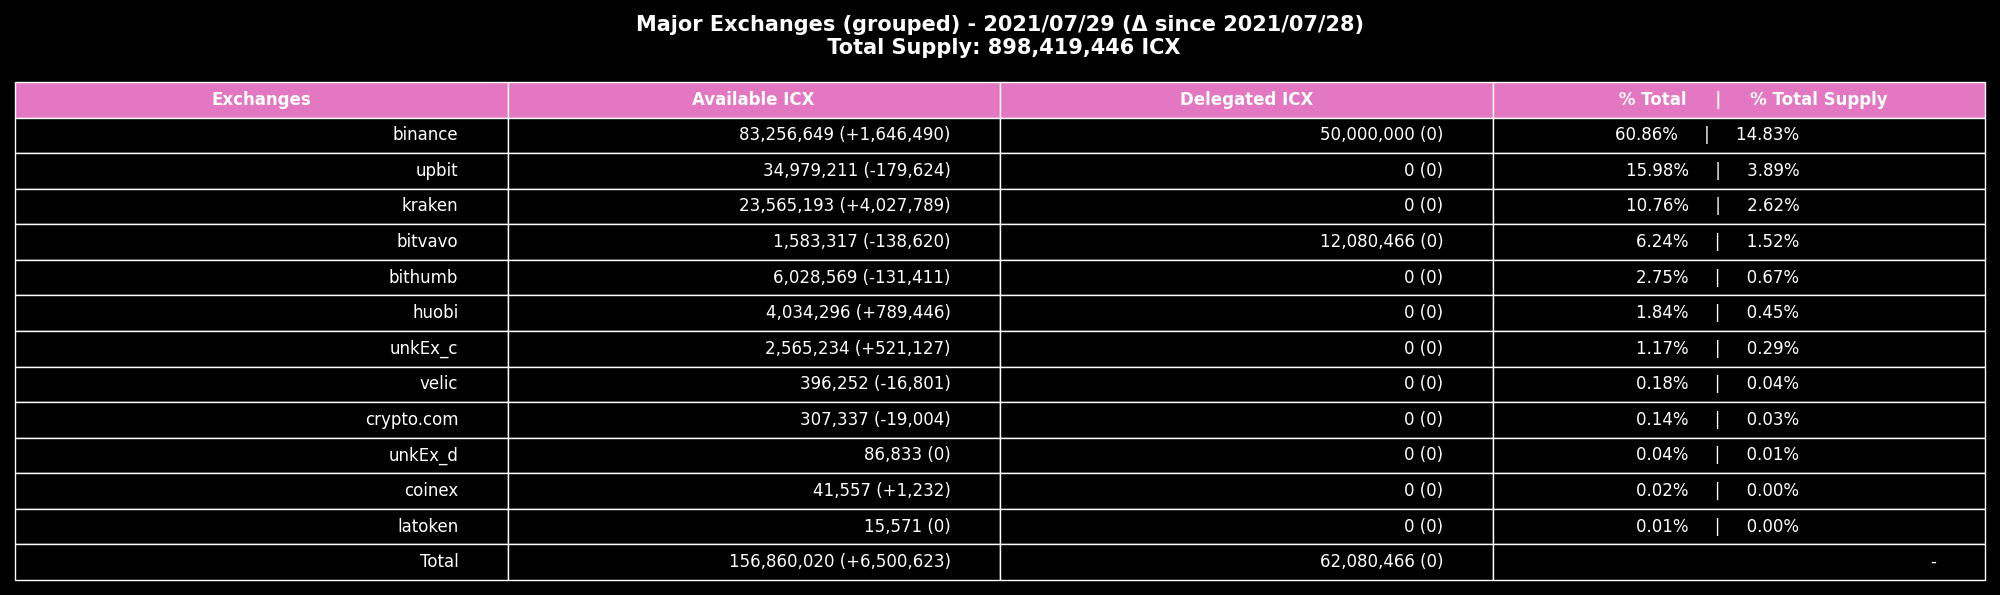 Major Exchanges (grouped) - 2021/07/29 (Δ since 2021/07/28)
Total Supply: 898,419,446 ICX
Exchanges Available ICX Delegated ICX % Total | % Total Supply
binance 83,256,649 (+1,646,490) 50,000,000 (0) 60.86% | 14.83%
upbit 34,979,211 (-179,624) 0 (0) 15.98% | 3.89%
kraken 23,565,193 (+4,027,789) 0 (0) 10.76% | 2.62%
bitvavo 1,583,317 (-138,620) 12,080,466 (0) 6.24% | 1.52%
bithumb 6,028,569 (-131,411) 0 (0) 2.75% | 0.67%
huobi 4,034,296 (+789,446) 0 (0) 1.84% | 0.45%
unkEx_c 2,565,234 (+521,127) 0 (0) 1.17% | 0.29%
velic 396,252 (-16,801) 0 (0) 0.18% | 0.04%
crypto.com 307,337 (-19,004) 0 (0) 0.14% | 0.03%
unkEx_d 86,833 (0) 0 (0) 0.04% | 0.01%
coinex 41,557 (+1,232) 0 (0) 0.02% | 0.00%
latoken 15,571 (0) 0 (0) 0.01% | 0.00%
Total 156,860,020 (+6,500,623) 62,080,466 (0) -